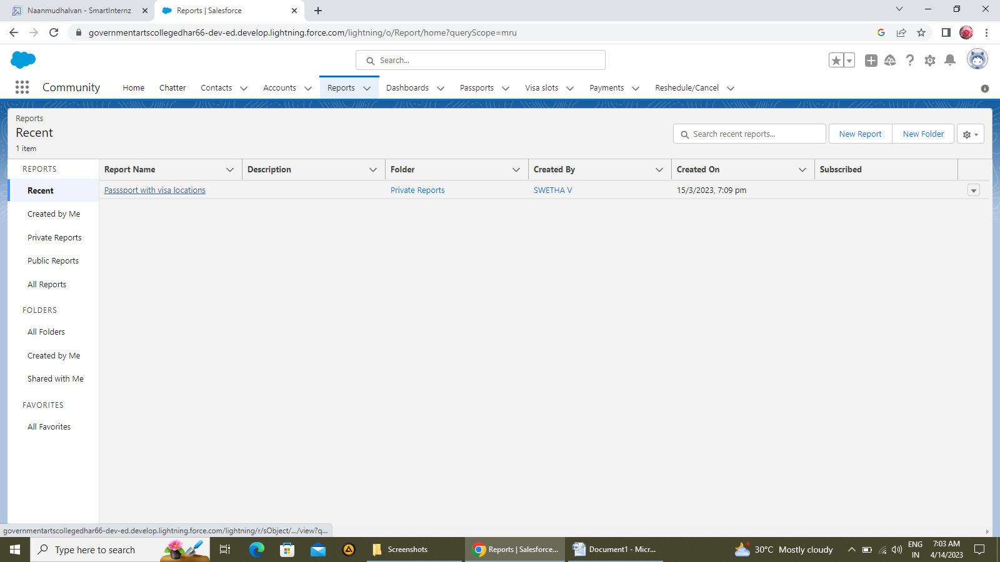 Naanmudhalvan - SmartInternz
Reports | Salesforce
governmentartscollegedhar66-dev-ed.develop.lightning.force.com/lightning/o/Report/home?queryScope=mru
Search...
Community
Home
Chatter
Contacts
Accounts
Reports
Dashboards
Passports
Visa slots
Payments
Reshedule/Cancel
Reports
Recent
1 item
Search recent reports...
New Report
New Folder
REPORTS
Report Name
Description
Folder
Created By
Created On
Subscribed
Recent
Passsport with visa locations
Private Reports
SWETHA V
15/3/2023, 7:09 pm
Created by Me
Private Reports
Public Reports
All Reports
FOLDERS
All Folders
Created by Me
Shared with Me
FAVORITES
All Favorites
governmentartscollegedhar66-dev-ed.develop.lightning.force.com/lightning/r/sObject/.../view?q...
Type here to search
Screenshots
Reports | Salesforce...
Document1 - Micr...
30°C Mostly cloudy
ENG
IN
7:03 AM
4/14/2023